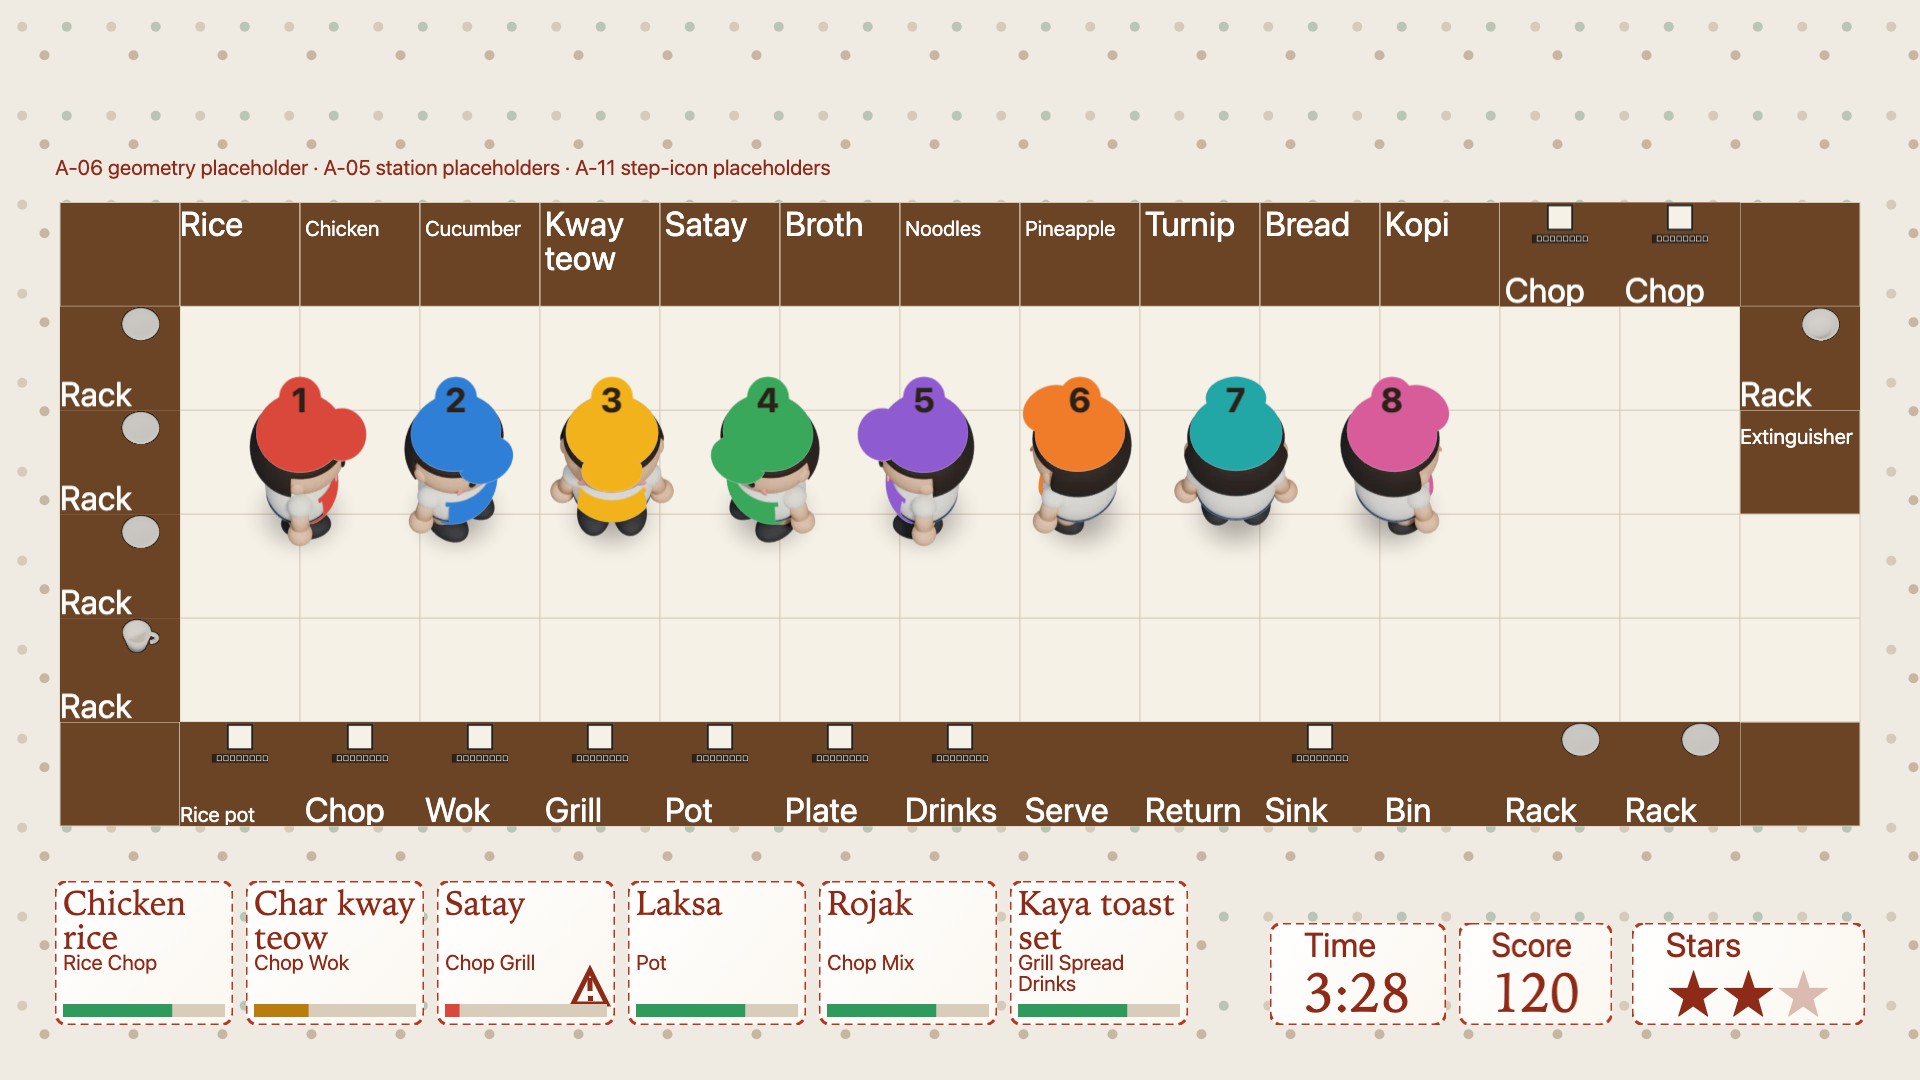 A-06 geometry placeholder · A-05 station placeholders · A-11 step-icon placeholders
Rice
Chicken
Cucumber
Kway
teow
Satay
Broth
Noodles
Pineapple
Turnip
Bread
Kopi
Chop
Chop
Rack
Rack
Extinguisher
Rack
Rack
Rack
1
2
3
4
5
6
7
8
Rice pot
Chop
Wok
Grill
Pot
Plate
Drinks
Serve
Return
Sink
Bin
Rack
Rack
Chicken
rice
Rice Chop
Char kway
teow
Chop Wok
Satay
Chop Grill
Laksa
Pot
Rojak
Chop Mix
Kaya toast
set
Grill Spread
Drinks
Time
3:28
Score
120
Stars